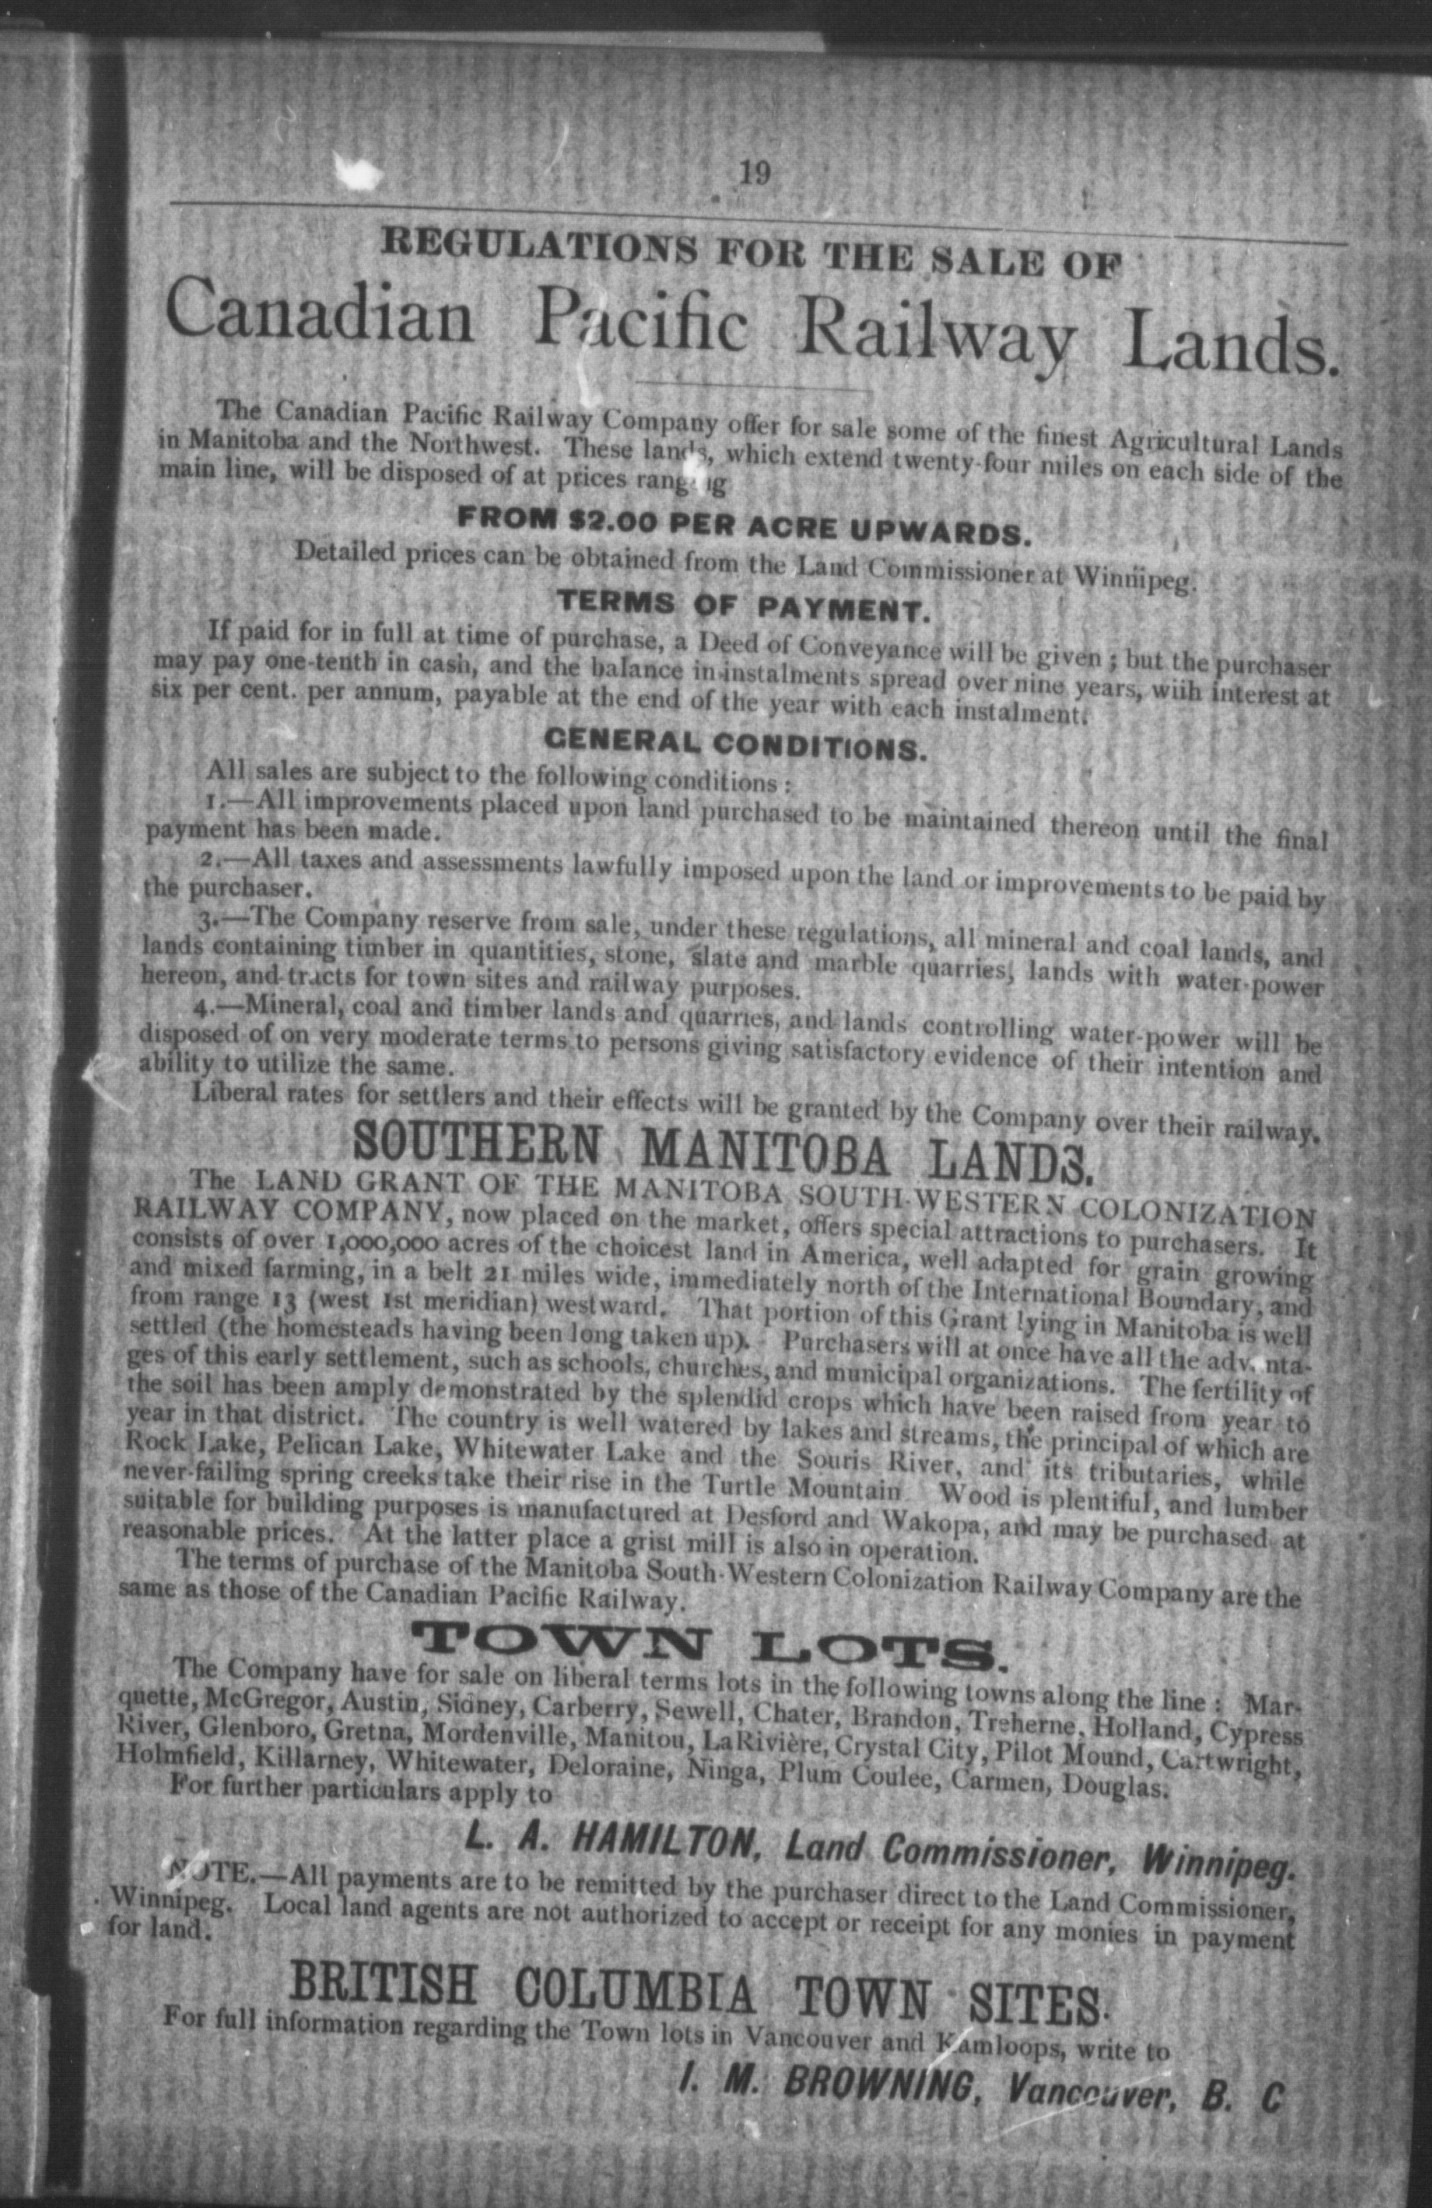 19
REGULATIONS FOR THE SALE OF
Canadian Pacific Railway Lands.
The Canadian Pacific Railway Company offer for sale some of the finest Agricultural Lands
in Manitoba and the Northwest. These lands, which extend twenty-four miles on each side of the
main line, will be disposed of at prices ranging
FROM $2.00 PER ACRE UPWARDS.
Detailed prices can be obtained from the Land Commissioner at Winnipeg.
TERMS OF PAYMENT.
If paid for in full at time of purchase, a Deed of Conveyance will be given ; but the purchaser
may pay one-tenth in cash, and the balance in instalments spread over nine years, wiih interest at
six per cent. per annum, payable at the end of the year with each instalment.
GENERAL CONDITIONS.
All sales are subject to the following conditions :
1.—All improvements placed upon land purchased to be maintained thereon until the final
payment has been made.
2.—All taxes and assessments lawfully imposed upon the land or improvements to be paid by
the purchaser.
3.—The Company reserve from sale, under these regulations, all mineral and coal lands, and
lands containing timber in quantities, stone, slate and marble quarries, lands with water-power
hereon, and tracts for town sites and railway purposes.
4.—Mineral, coal and timber lands and quarries, and lands controlling water-power will be
disposed of on very moderate terms to persons giving satisfactory evidence of their intention and
ability to utilize the same.
Liberal rates for settlers and their effects will be granted by the Company over their railway.
SOUTHERN MANITOBA LANDS.
The LAND GRANT OF THE MANITOBA SOUTH-WESTERN COLONIZATION
RAILWAY COMPANY, now placed on the market, offers special attractions to purchasers. It
consists of over 1,000,000 acres of the choicest land in America, well adapted for grain growing
and mixed farming, in a belt 21 miles wide, immediately north of the International Boundary, and
from range 13 (west 1st meridian) westward. That portion of this Grant lying in Manitoba is well
settled (the homesteads having been long taken up). Purchasers will at once have all the advanta-
ges of this early settlement, such as schools, churches, and municipal organizations. The fertility of
the soil has been amply demonstrated by the splendid crops which have been raised from year to
year in that district. The country is well watered by lakes and streams, the principal of which are
Rock Lake, Pelican Lake, Whitewater Lake and the Souris River, and its tributaries, while
never-failing spring creeks take their rise in the Turtle Mountain. Wood is plentiful, and lumber
suitable for building purposes is manufactured at Desford and Wakopa, and may be purchased at
reasonable prices. At the latter place a grist mill is also in operation.
The terms of purchase of the Manitoba South-Western Colonization Railway Company are the
same as those of the Canadian Pacific Railway.
TOWN LOTS.
The Company have for sale on liberal terms lots in the following towns along the line : Mar-
quette, McGregor, Austin, Sidney, Carberry, Sewell, Chater, Brandon, Treherne, Holland, Cypress
River, Glenboro, Gretna, Mordenville, Manitou, La Rivière, Crystal City, Pilot Mound, Cartwright,
Holmfield, Killarney, Whitewater, Deloraine, Ninga, Plum Coulee, Carmen, Douglas.
For further particulars apply to
L. A. HAMILTON, Land Commissioner, Winnipeg.
NOTE.—All payments are to be remitted by the purchaser direct to the Land Commissioner,
Winnipeg. Local land agents are not authorized to accept or receipt for any monies in payment
for land.
BRITISH COLUMBIA TOWN SITES.
For full information regarding the Town lots in Vancouver and Kamloops, write to
I. M. BROWNING, Vancouver, B. C